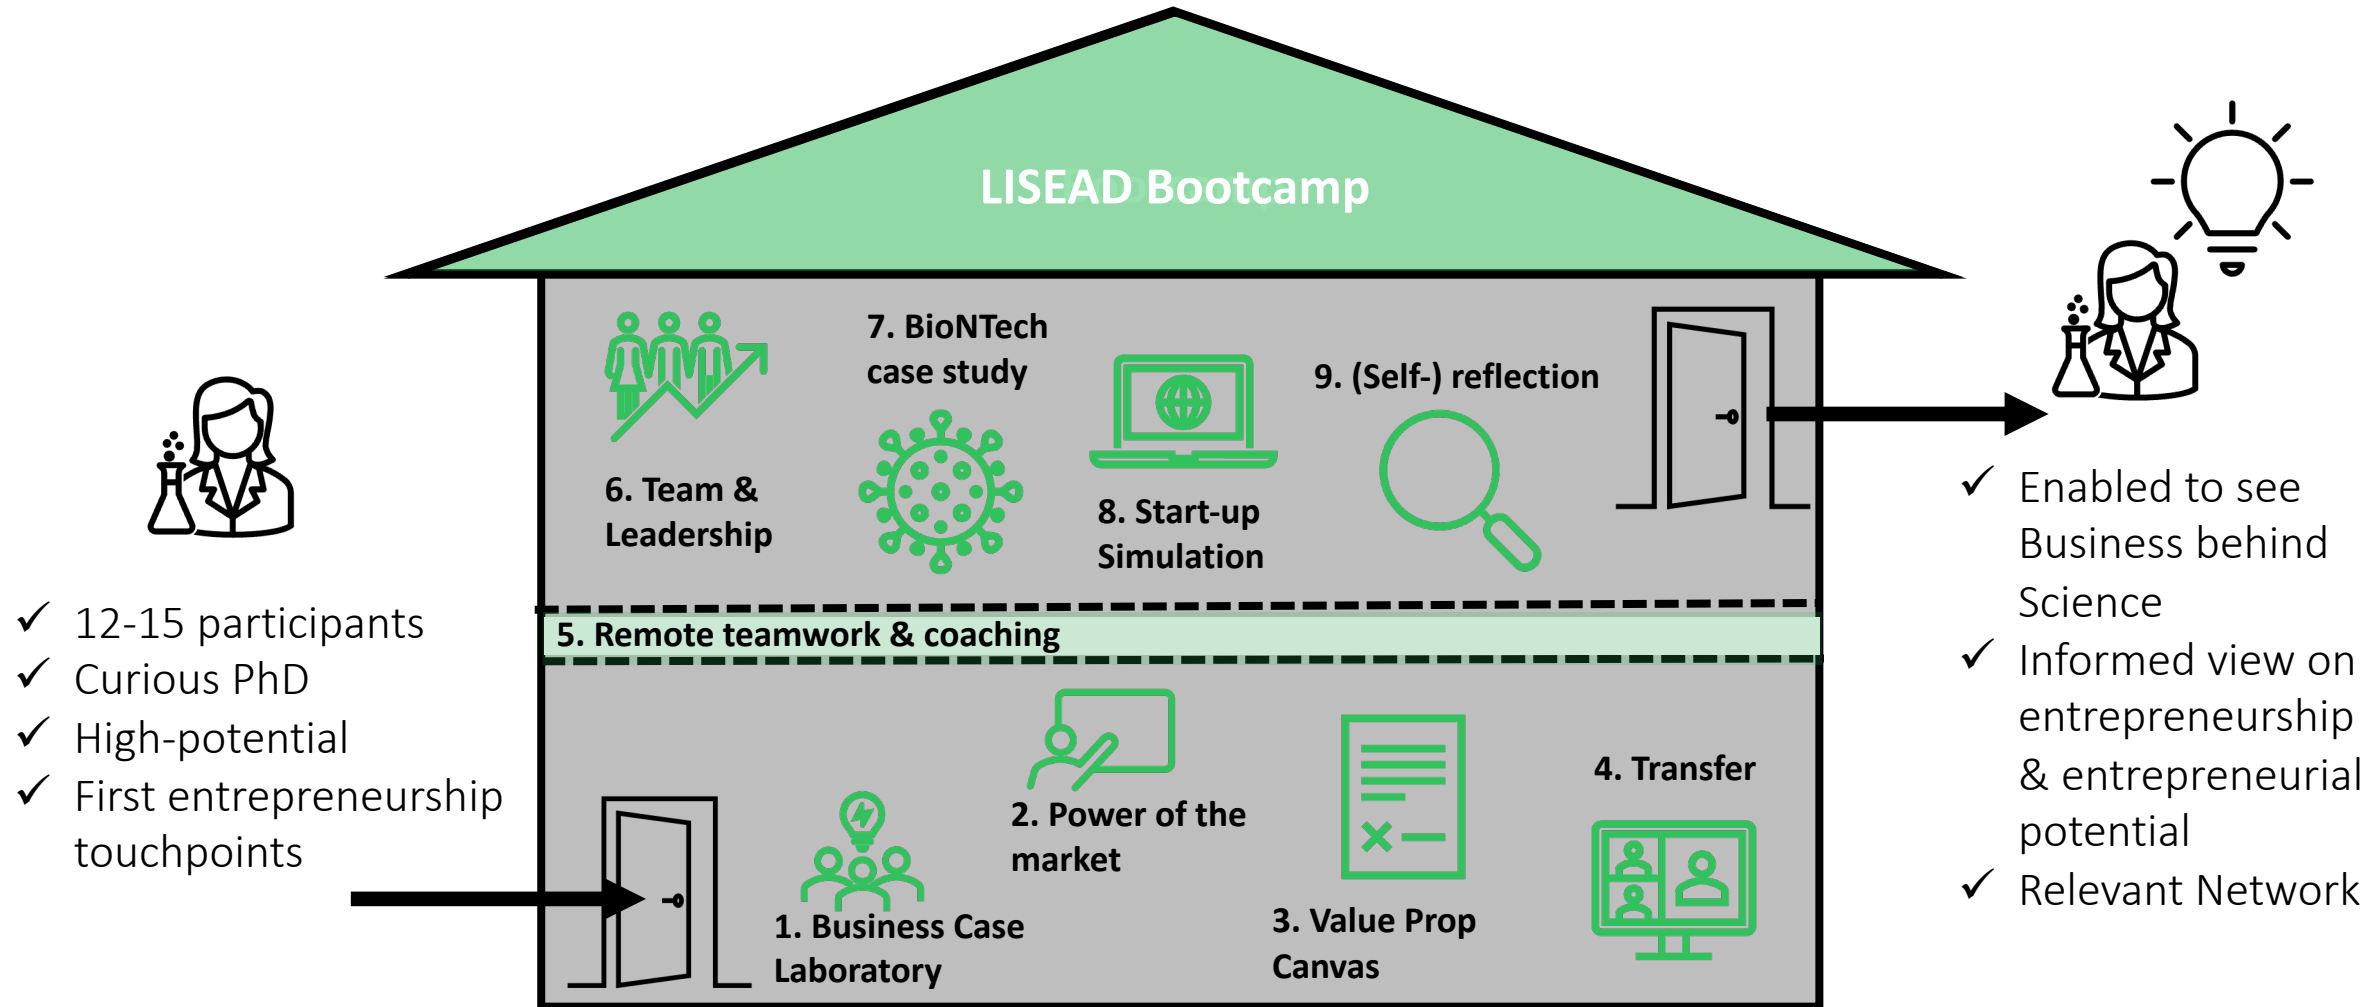 LISEAD Bootcamp
✓ 12-15 participants
✓ Curious PhD
✓ High-potential
✓ First entrepreneurship
touchpoints
1. Business Case
Laboratory
2. Power of the
market
3. Value Prop
Canvas
4. Transfer
5. Remote teamwork & coaching
6. Team &
Leadership
7. BioNTech
case study
8. Start-up
Simulation
9. (Self-) reflection
✓ Enabled to see
Business behind
Science
✓ Informed view on
entrepreneurship
& entrepreneurial
potential
✓ Relevant Network